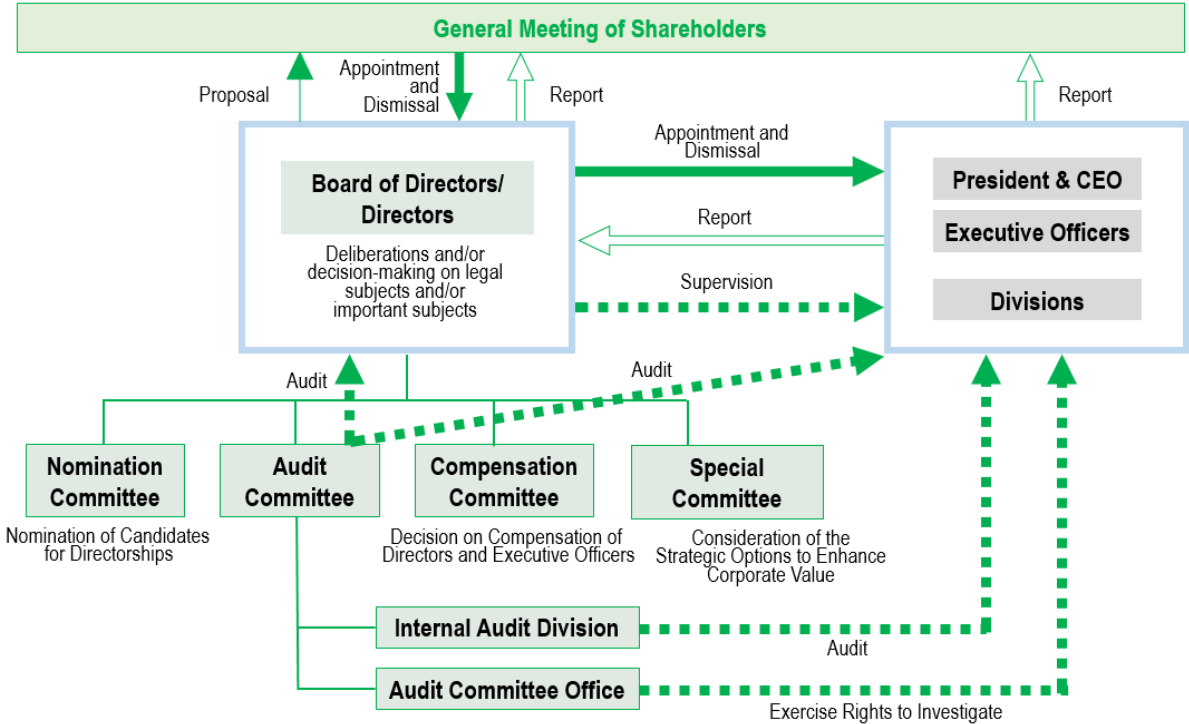 General Meeting of Shareholders
Proposal
Appointment
and
Dismissal
Report
Report
Board of Directors/
Directors
Deliberations and/or
decision-making on legal
subjects and/or
important subjects
Appointment and
Dismissal
Report
Supervision
President & CEO
Executive Officers
Divisions
Audit
Audit
Nomination
Committee
Nomination of Candidates
for Directorships
Audit
Committee
Compensation
Committee
Decision on Compensation of
Directors and Executive Officers
Special
Committee
Consideration of the
Strategic Options to Enhance
Corporate Value
Internal Audit Division
Audit
Audit Committee Office
Exercise Rights to Investigate